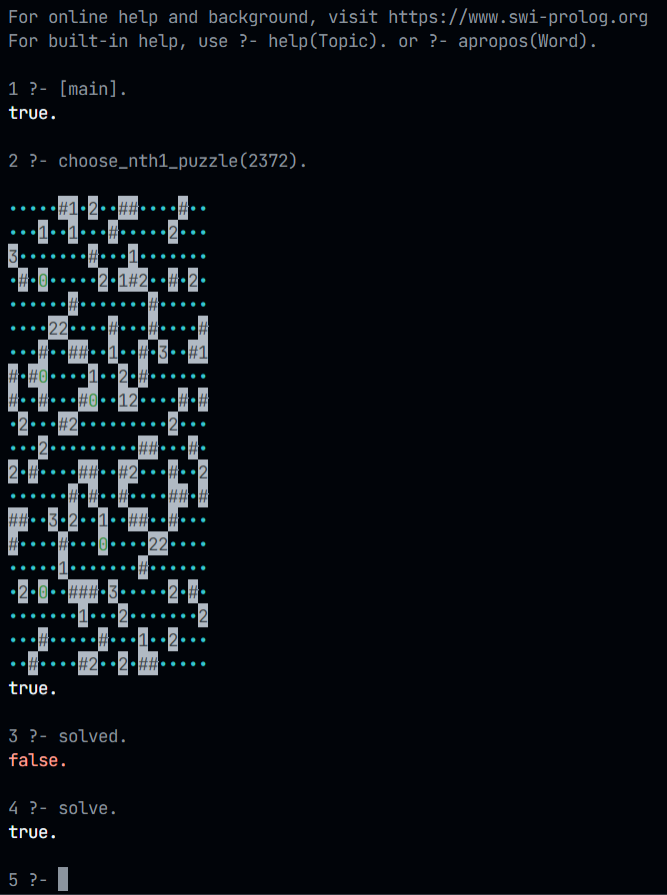 For online help and background, visit https://www.swi-prolog.org
For built-in help, use ?- help(Topic). or ?- apropos(Word).
1 ?- [main].
true.
2 ?- choose_nth1_puzzle(2372).
·····#1·2··##····#··
···1··1···#·····2···
3·······#···1·······
·#·0·····2·1#2··#·2·
······#·······#·····
····22····#···#····#
···#··##··1··#·3··#1
#·#0····1··2·#······
#··#···#0··12····#·#
·2···#2·········2···
···2·········##···#·
2·#····##··#2···#··2
······#·#··#····##·#
##··3·2··1··##··#···
#····#···0····22····
·····1·······#······
·2·0··###·3·····2·#·
·······1···2·······2
···#·····#···1··2···
··#····#2··2·##·····
true.
3 ?- solved.
false.
4 ?- solve.
true.
5 ?-